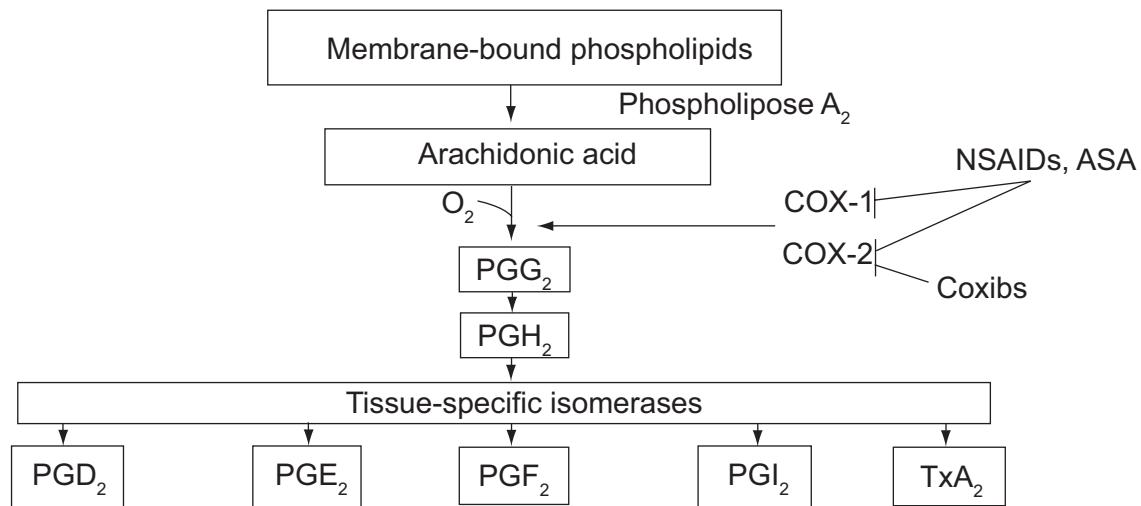 Membrane-bound phospholipids
Phospholipose A₂
Arachidonic acid
NSAIDs, ASA
O₂
COX-1
COX-2
PGG₂
Coxibs
PGH₂
Tissue-specific isomerases
PGD₂
PGE₂
PGF₂
PGI₂
TxA₂